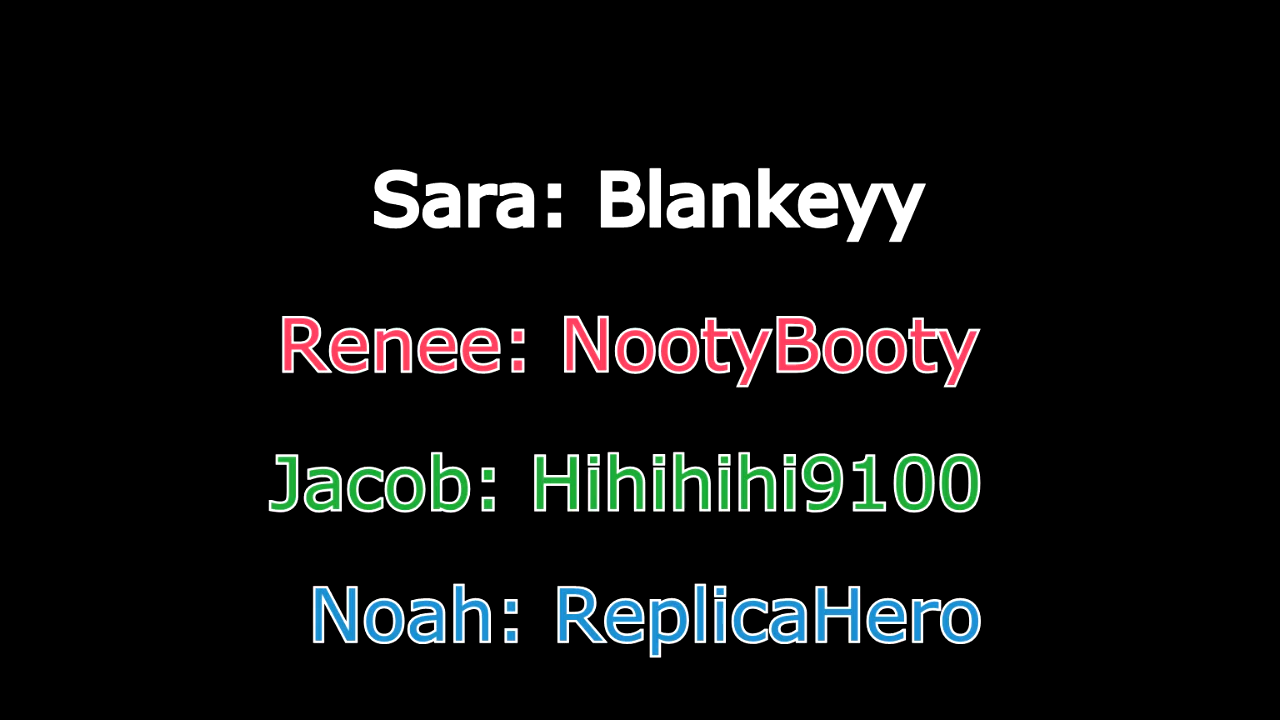 Sara: Blankeyy
Renee: NootyBooty
Jacob: Hihihihi9100
Noah: ReplicaHero